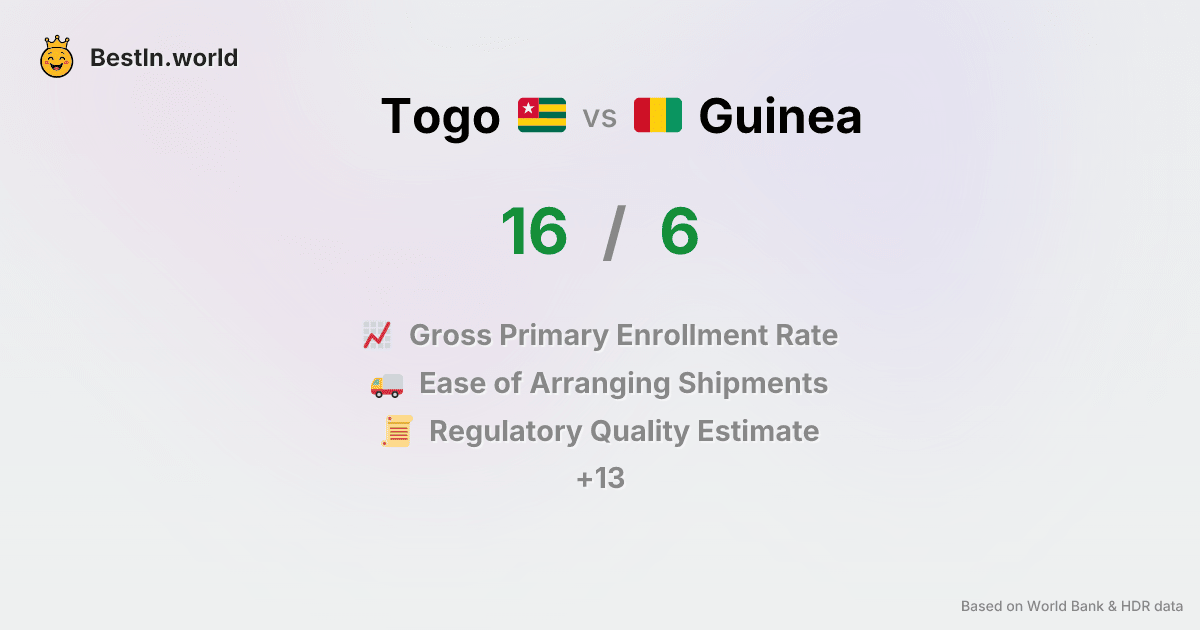 BestIn.world
Togo vs Guinea
16 / 6
Gross Primary Enrollment Rate
Ease of Arranging Shipments
Regulatory Quality Estimate
+13
Based on World Bank & HDR data